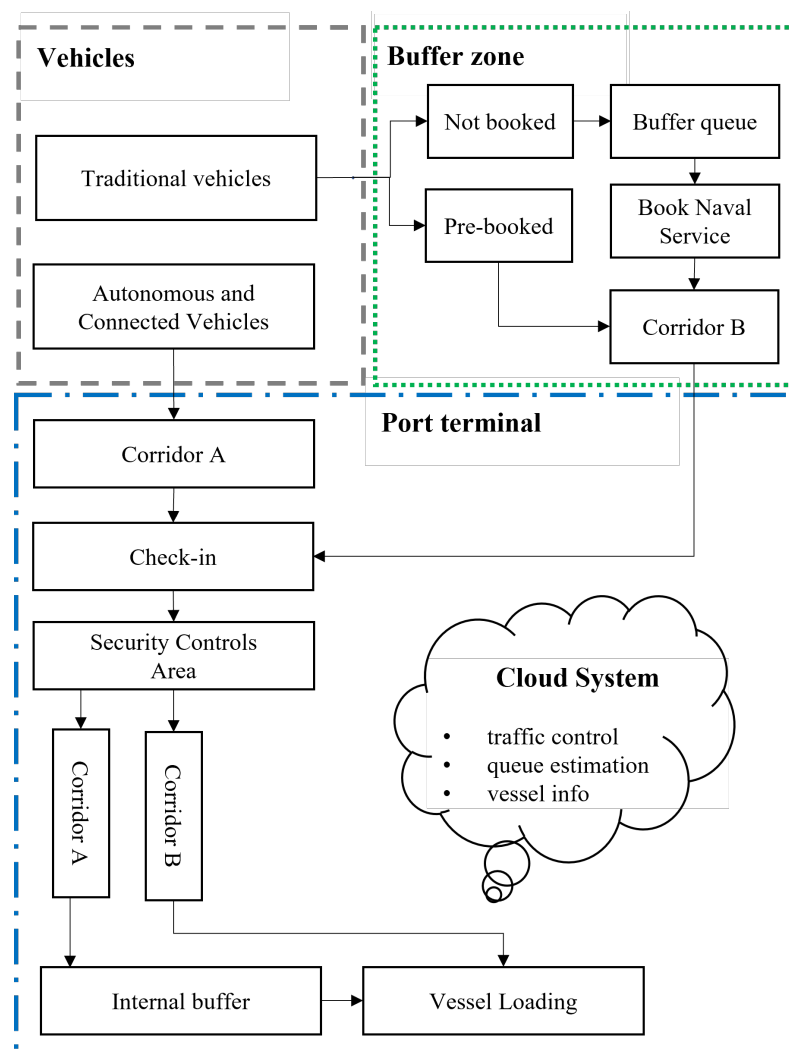 Vehicles
Traditional vehicles
Autonomous and
Connected Vehicles
Buffer zone
Not booked
Buffer queue
Pre-booked
Book Naval
Service
Corridor B
Port terminal
Corridor A
Check-in
Security Controls
Area
Corridor A
Corridor B
Cloud System
• traffic control
• queue estimation
• vessel info
Internal buffer
Vessel Loading